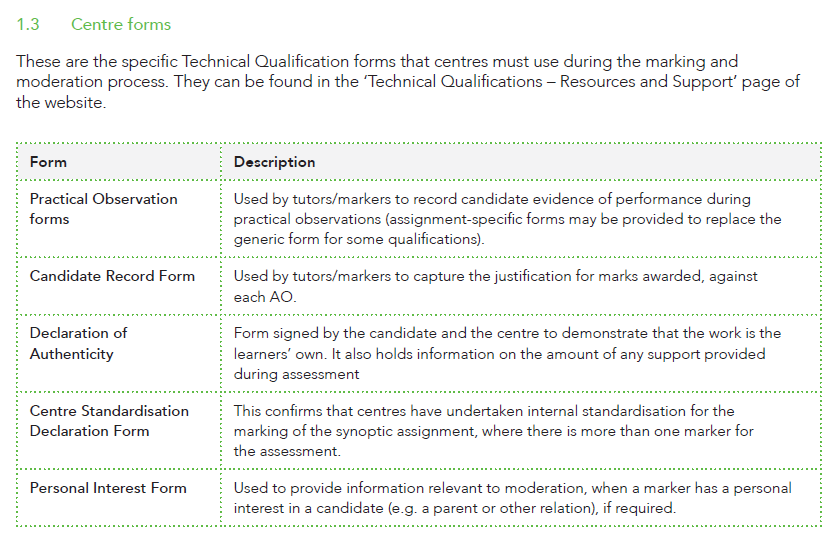 1.3 Centre forms
These are the specific Technical Qualification forms that centres must use during the marking and
moderation process. They can be found in the ‘Technical Qualifications – Resources and Support’ page of
the website.
Form Description
Practical Observation
forms
Used by tutors/markers to record candidate evidence of performance during
practical observations (assignment-specific forms may be provided to replace the
generic form for some qualifications).
Candidate Record Form
Used by tutors/markers to capture the justification for marks awarded, against
each AO.
Declaration of
Authenticity
Form signed by the candidate and the centre to demonstrate that the work is the
learners’ own. It also holds information on the amount of any support provided
during assessment
Centre Standardisation
Declaration Form
This confirms that centres have undertaken internal standardisation for the
marking of the synoptic assignment, where there is more than one marker for
the assessment.
Personal Interest Form
Used to provide information relevant to moderation, when a marker has a personal
interest in a candidate (e.g. a parent or other relation), if required.